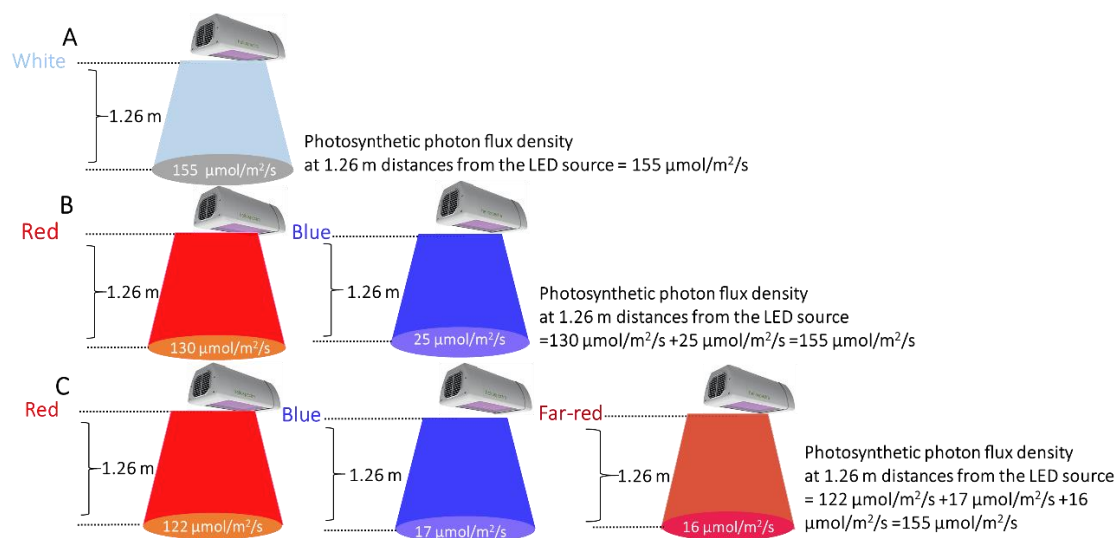 A
White
1.26 m
155 μmol/m²/s
Photosynthetic photon flux density
at 1.26 m distances from the LED source = 155 μmol/m²/s
B
Red
1.26 m
130 μmol/m²/s
Blue
1.26 m
25 μmol/m²/s
Photosynthetic photon flux density
at 1.26 m distances from the LED source
=130 μmol/m²/s +25 μmol/m²/s =155 μmol/m²/s
C
Red
1.26 m
122 μmol/m²/s
Blue
1.26 m
17 μmol/m²/s
Far-red
1.26 m
16 μmol/m²/s
Photosynthetic photon flux density
at 1.26 m distances from the LED source
= 122 μmol/m²/s +17 μmol/m²/s +16
μmol/m²/s =155 μmol/m²/s